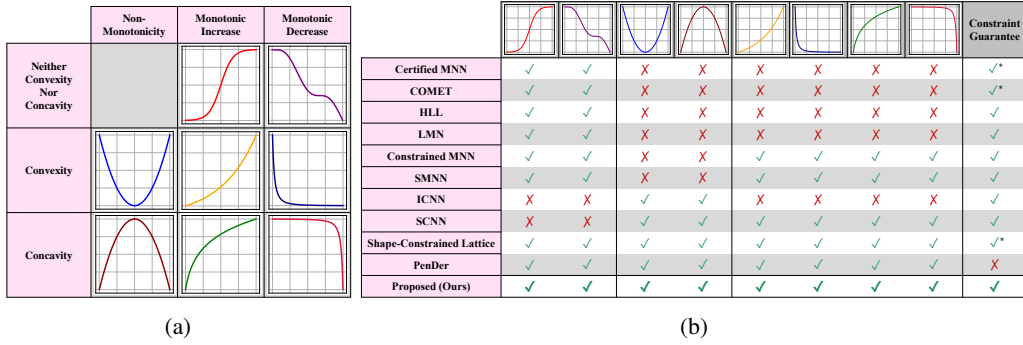 Non-
Monotonicity
Monotonic
Increase
Monotonic
Decrease
Neither
Convexity
Nor
Concavity
Convexity
Concavity
(a)
Constraint
Guarantee
Certified MNN ✓ ✓ ✗ ✗ ✗ ✗ ✗ ✗ ✓*
COMET ✓ ✓ ✗ ✗ ✗ ✗ ✗ ✗ ✓*
HLL ✓ ✓ ✗ ✗ ✗ ✗ ✗ ✗ ✓
LMN ✓ ✓ ✗ ✗ ✗ ✗ ✗ ✗ ✓
Constrained MNN ✓ ✓ ✗ ✗ ✓ ✓ ✓ ✓ ✓
SMNN ✓ ✓ ✗ ✗ ✓ ✓ ✓ ✓ ✓
ICNN ✗ ✗ ✓ ✓ ✗ ✗ ✗ ✗ ✓
SCNN ✗ ✗ ✓ ✓ ✓ ✓ ✓ ✓ ✓
Shape-Constrained Lattice ✓ ✓ ✓ ✓ ✓ ✓ ✓ ✓ ✓*
PenDer ✓ ✓ ✓ ✓ ✓ ✓ ✓ ✓ ✗
Proposed (Ours) ✓ ✓ ✓ ✓ ✓ ✓ ✓ ✓ ✓
(b)